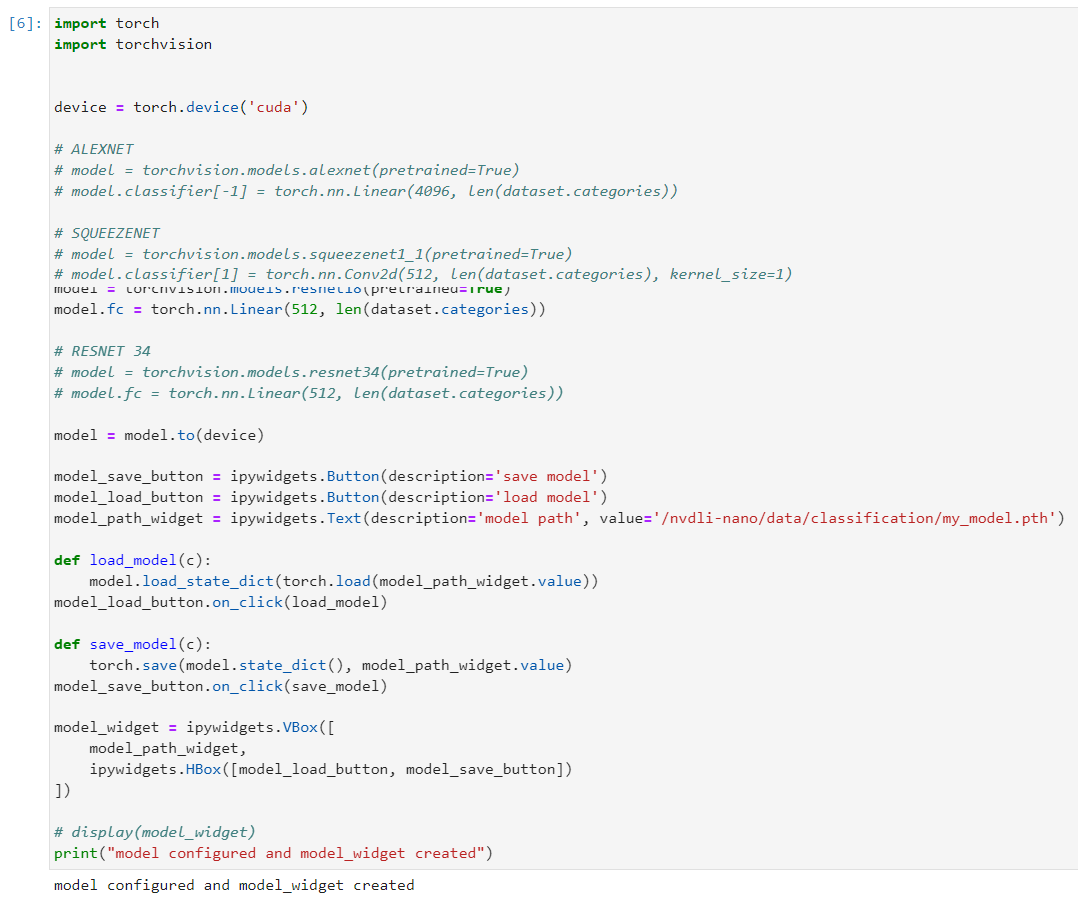 [6]: import torch
import torchvision
device = torch.device('cuda')
# ALEXNET
# model = torchvision.models.alexnet(pretrained=True)
# model.classifier[-1] = torch.nn.Linear(4096, len(dataset.categories))
# SQUEEZENET
# model = torchvision.models.squeezenet1_1(pretrained=True)
# model.classifier[1] = torch.nn.Conv2d(512, len(dataset.categories), kernel_size=1)
model = torchvision.models.resnet18(pretrained=True)
model.fc = torch.nn.Linear(512, len(dataset.categories))
# RESNET 34
# model = torchvision.models.resnet34(pretrained=True)
# model.fc = torch.nn.Linear(512, len(dataset.categories))
model = model.to(device)
model_save_button = ipywidgets.Button(description='save model')
model_load_button = ipywidgets.Button(description='load model')
model_path_widget = ipywidgets.Text(description='model path', value='/nvdli-nano/data/classification/my_model.pth')
def load_model(c):
    model.load_state_dict(torch.load(model_path_widget.value))
model_load_button.on_click(load_model)
def save_model(c):
    torch.save(model.state_dict(), model_path_widget.value)
model_save_button.on_click(save_model)
model_widget = ipywidgets.VBox([
    model_path_widget,
    ipywidgets.HBox([model_load_button, model_save_button])
])
# display(model_widget)
print("model configured and model_widget created")
model configured and model_widget created